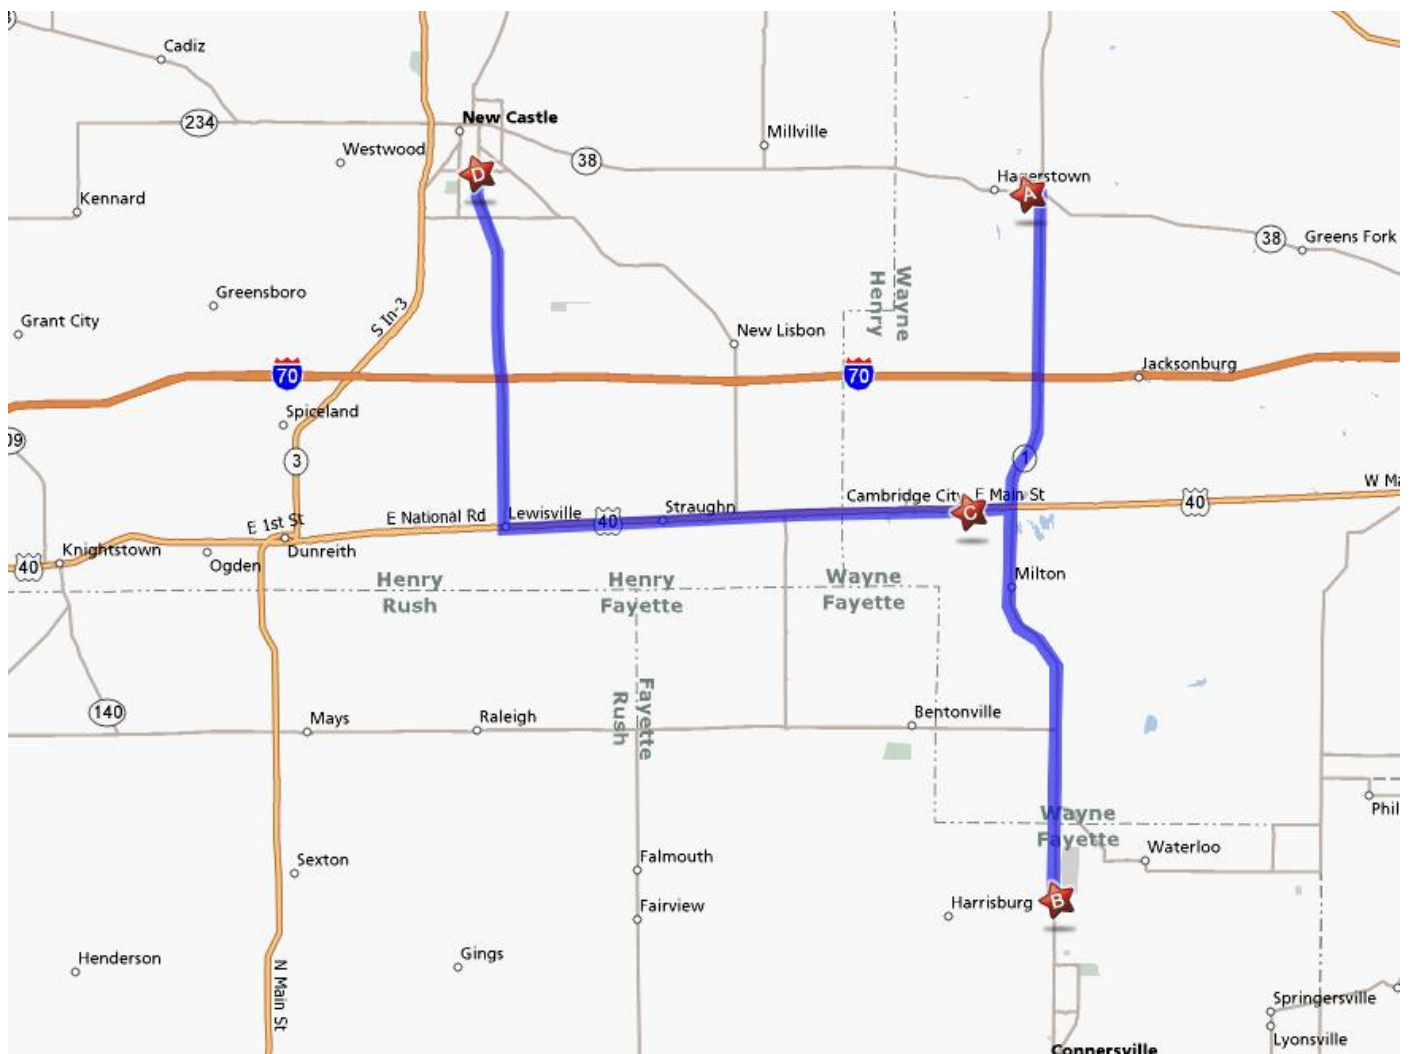 Cadiz
New Castle
234
Millville
Westwood
38
D
Hagerstown
A
Kennard
38
Greens Fork
Wayne
Henry
Greensboro
S In-3
Grant City
New Lisbon
70
70
Jacksonburg
Spiceland
3
1
W Ma
Cambridge City
E Main St
40
Straughn
C
Lewisville
40
E National Rd
E 1st St
Knightstown
Dunreith
Ogden
40
Milton
Henry
Rush
Henry
Fayette
Wayne
Fayette
Fayette
Rush
140
Mays
Raleigh
Bentonville
Wayne
Fayette
Phil
Waterloo
Sexton
Falmouth
Harrisburg
B
Fairview
Gings
Henderson
N Main St
Springersville
Lyonsville
Connersville